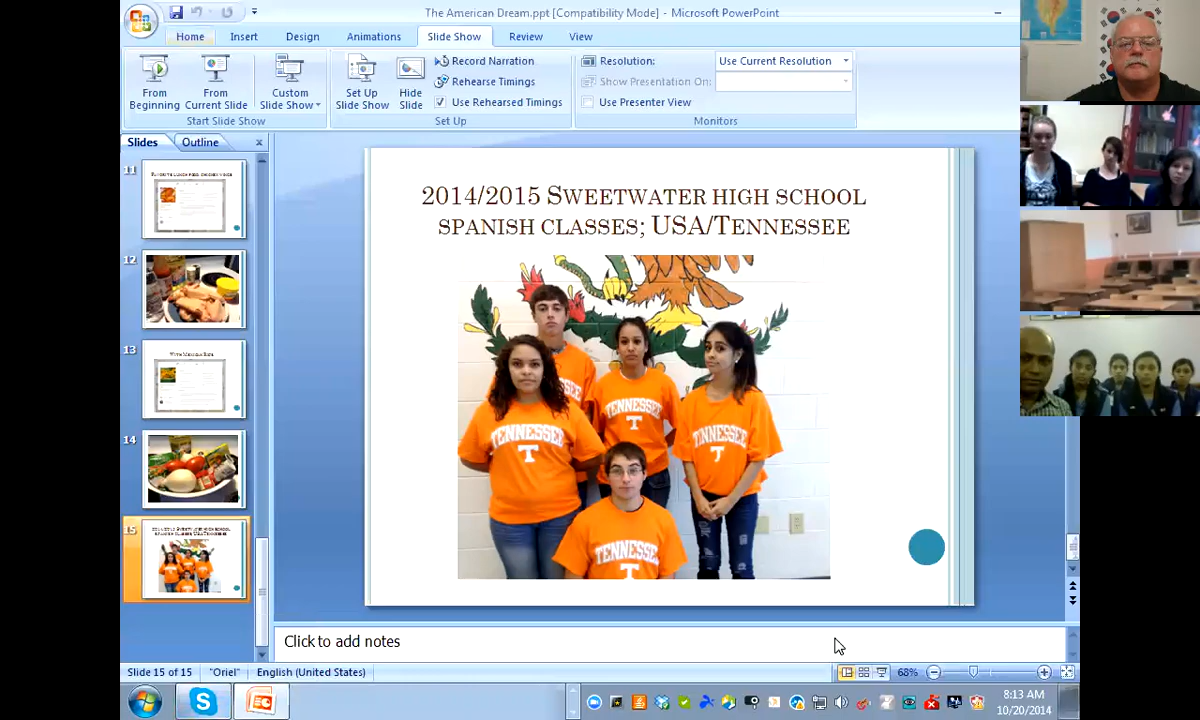 The American Dream.ppt [Compatibility Mode] - Microsoft PowerPoint
Home Insert Design Animations Slide Show Review View
From Beginning
From Current Slide
Custom Slide Show
Start Slide Show
Set Up Slide Show
Hide Slide
Record Narration
Rehearse Timings
Use Rehearsed Timings
Set Up
Resolution: Use Current Resolution
Show Presentation On:
Use Presenter View
Monitors
Slides Outline
11
12
13
14
15
2014/2015 Sweetwater high school
spanish classes; USA/Tennessee
TENNESSEE
T
TENNESSEE
T
TENNESSEE
T
TENNESSEE
T
Click to add notes
Slide 15 of 15 "Oriel" English (United States) 68%
8:13 AM
10/20/2014